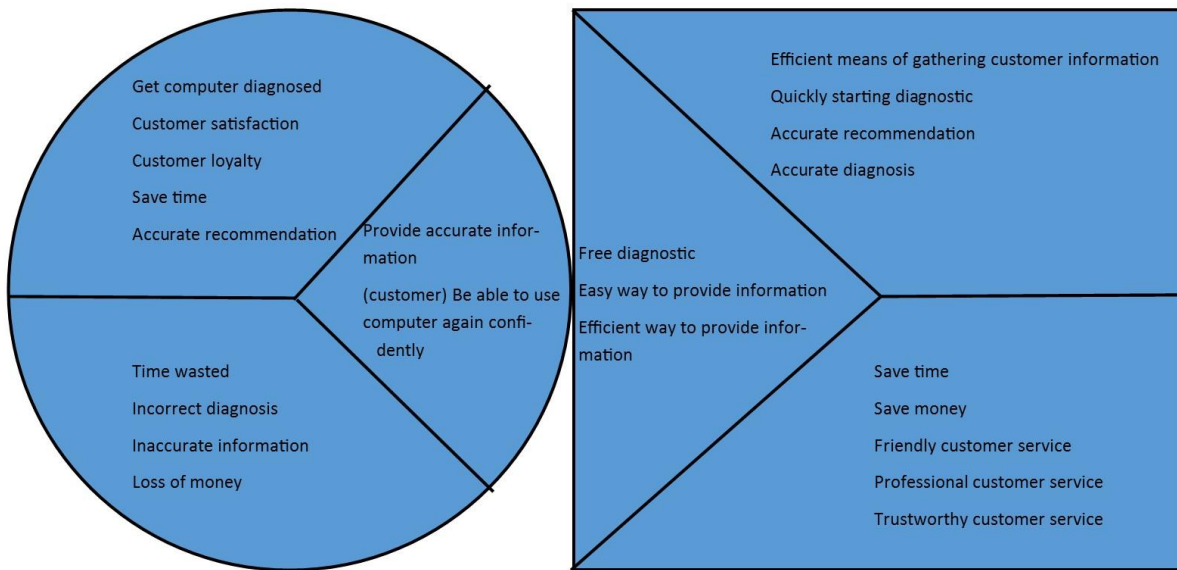 Get computer diagnosed
Customer satisfaction
Customer loyalty
Save time
Accurate recommendation
Provide accurate infor-
mation
(customer) Be able to use
computer again confi-
dently
Time wasted
Incorrect diagnosis
Inaccurate information
Loss of money
Efficient means of gathering customer information
Quickly starting diagnostic
Accurate recommendation
Accurate diagnosis
Free diagnostic
Easy way to provide information
Efficient way to provide infor-
mation
Save time
Save money
Friendly customer service
Professional customer service
Trustworthy customer service